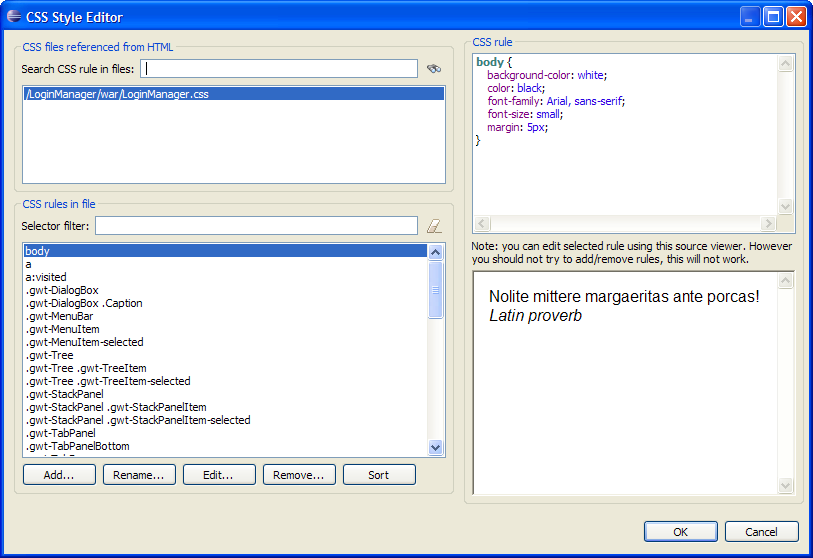 CSS Style Editor
CSS files referenced from HTML
Search CSS rule in files:
/LoginManager/war/LoginManager.css
CSS rules in file
Selector filter:
body
a
a:visited
.gwt-DialogBox
.gwt-DialogBox .Caption
.gwt-MenuBar
.gwt-MenuItem
.gwt-MenuItem-selected
.gwt-Tree
.gwt-Tree .gwt-TreeItem
.gwt-Tree .gwt-TreeItem-selected
.gwt-StackPanel
.gwt-StackPanel .gwt-StackPanelItem
.gwt-StackPanel .gwt-StackPanelItem-selected
.gwt-TabPanel
.gwt-TabPanelBottom
Add...
Rename...
Edit...
Remove...
Sort
CSS rule
body {
background-color: white;
color: black;
font-family: Arial, sans-serif;
font-size: small;
margin: 5px;
}
Note: you can edit selected rule using this source viewer. However
you should not try to add/remove rules, this will not work.
Nolite mittere margaeritas ante porcas!
Latin proverb
OK
Cancel